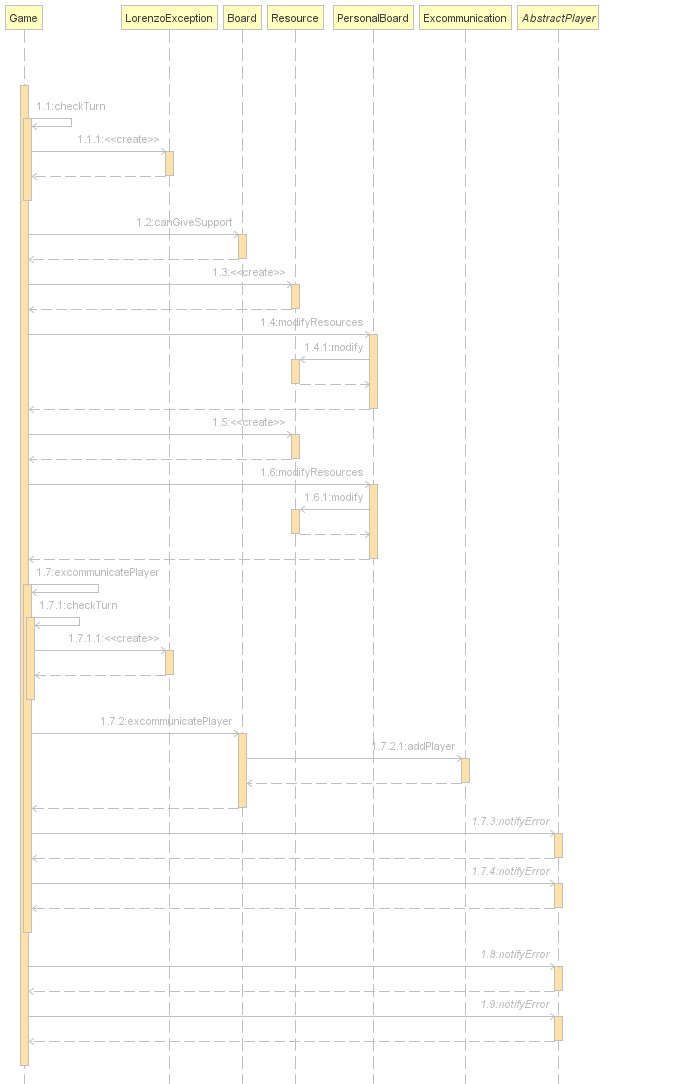 Game
LorenzoException
Board
Resource
PersonalBoard
Excommunication
AbstractPlayer
1.1:checkTurn
1.1.1:<<create>>
1.2:canGiveSupport
1.3:<<create>>
1.4:modifyResources
1.4.1:modify
1.5:<<create>>
1.6:modifyResources
1.6.1:modify
1.7:excommunicatePlayer
1.7.1:checkTurn
1.7.1.1:<<create>>
1.7.2:excommunicatePlayer
1.7.2.1:addPlayer
1.7.3:notifyError
1.7.4:notifyError
1.8:notifyError
1.9:notifyError